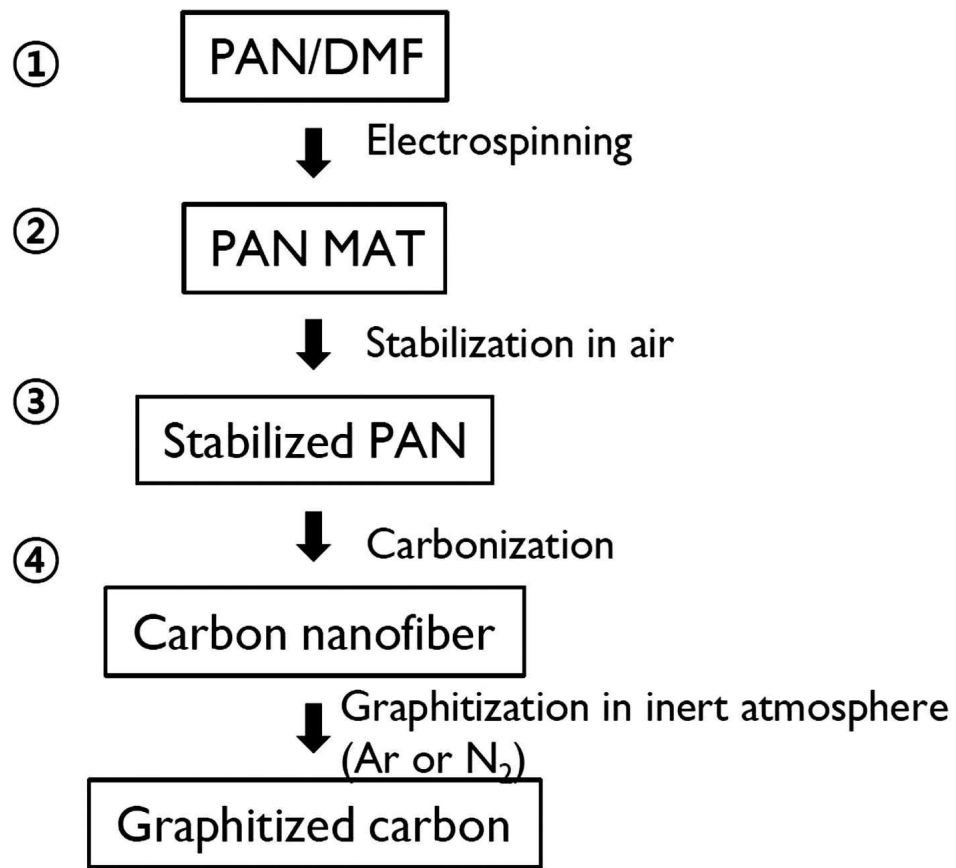 ① PAN/DMF
Electrospinning
② PAN MAT
Stabilization in air
③ Stabilized PAN
Carbonization
④ Carbon nanofiber
Graphitization in inert atmosphere
(Ar or N₂)
Graphitized carbon